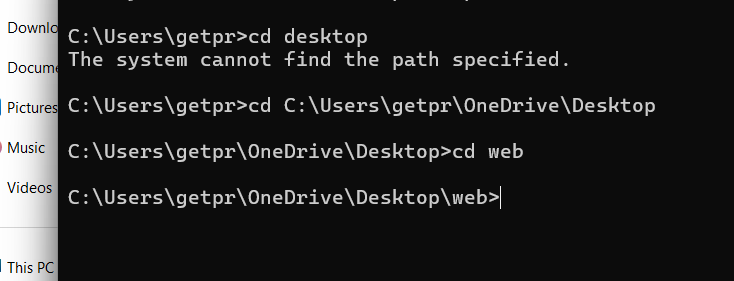 Downlo
Docume
Pictures
Music
Videos
This PC
C:\Users\getpr>cd desktop
The system cannot find the path specified.
C:\Users\getpr>cd C:\Users\getpr\OneDrive\Desktop
C:\Users\getpr\OneDrive\Desktop>cd web
C:\Users\getpr\OneDrive\Desktop\web>